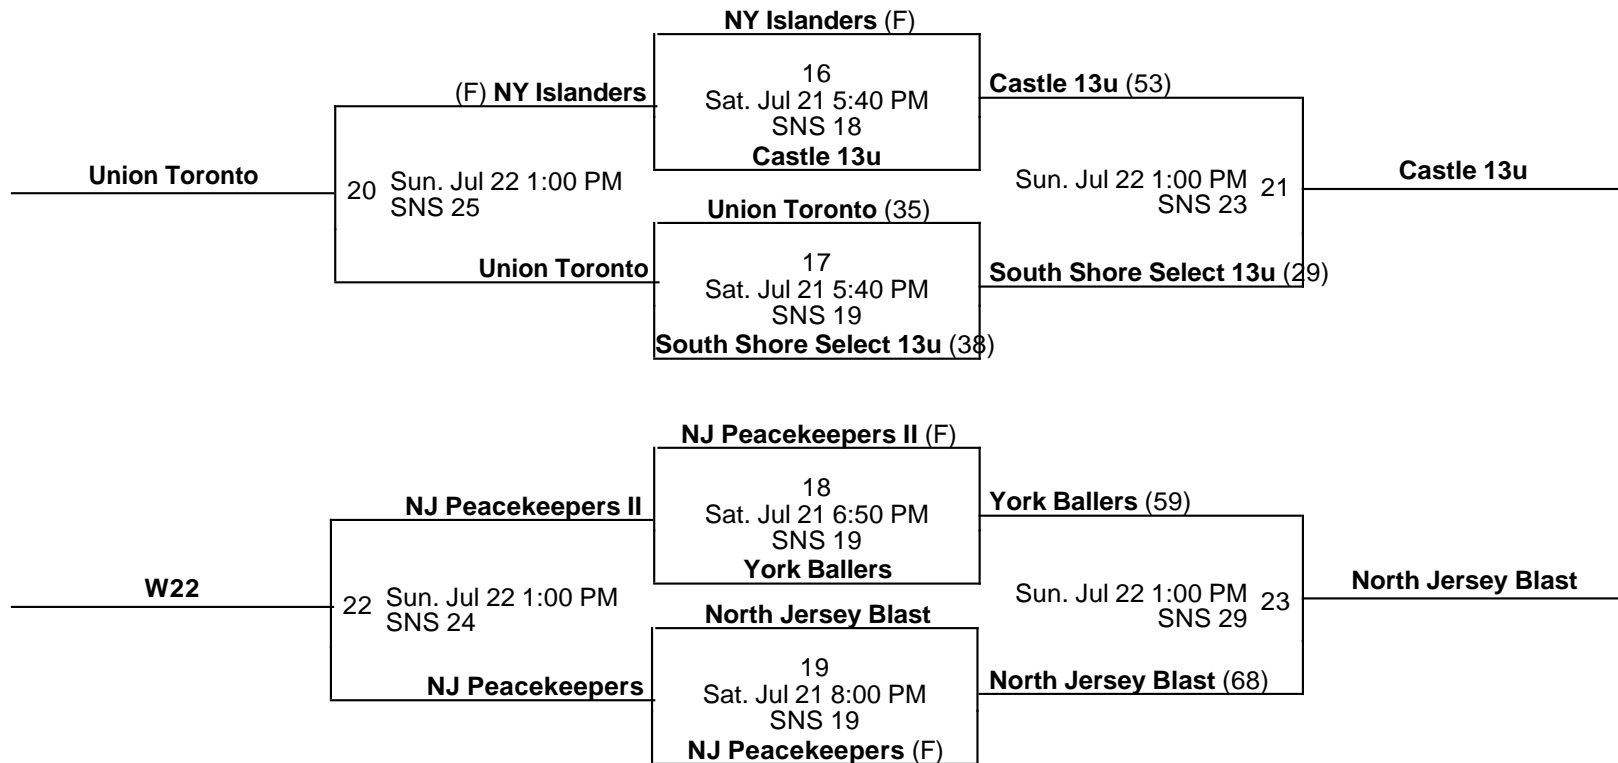 NY Islanders (F)
16
Sat. Jul 21 5:40 PM
SNS 18
Castle 13u
(F) NY Islanders
Castle 13u (53)
Union Toronto
20 Sun. Jul 22 1:00 PM
SNS 25
Sun. Jul 22 1:00 PM 21
SNS 23
Castle 13u
Union Toronto (35)
17
Sat. Jul 21 5:40 PM
SNS 19
South Shore Select 13u (38)
Union Toronto
South Shore Select 13u (29)
NJ Peacekeepers II (F)
18
Sat. Jul 21 6:50 PM
SNS 19
York Ballers
NJ Peacekeepers II
York Ballers (59)
W22
22 Sun. Jul 22 1:00 PM
SNS 24
Sun. Jul 22 1:00 PM 23
SNS 29
North Jersey Blast
North Jersey Blast
19
Sat. Jul 21 8:00 PM
SNS 19
NJ Peacekeepers (F)
NJ Peacekeepers
North Jersey Blast (68)